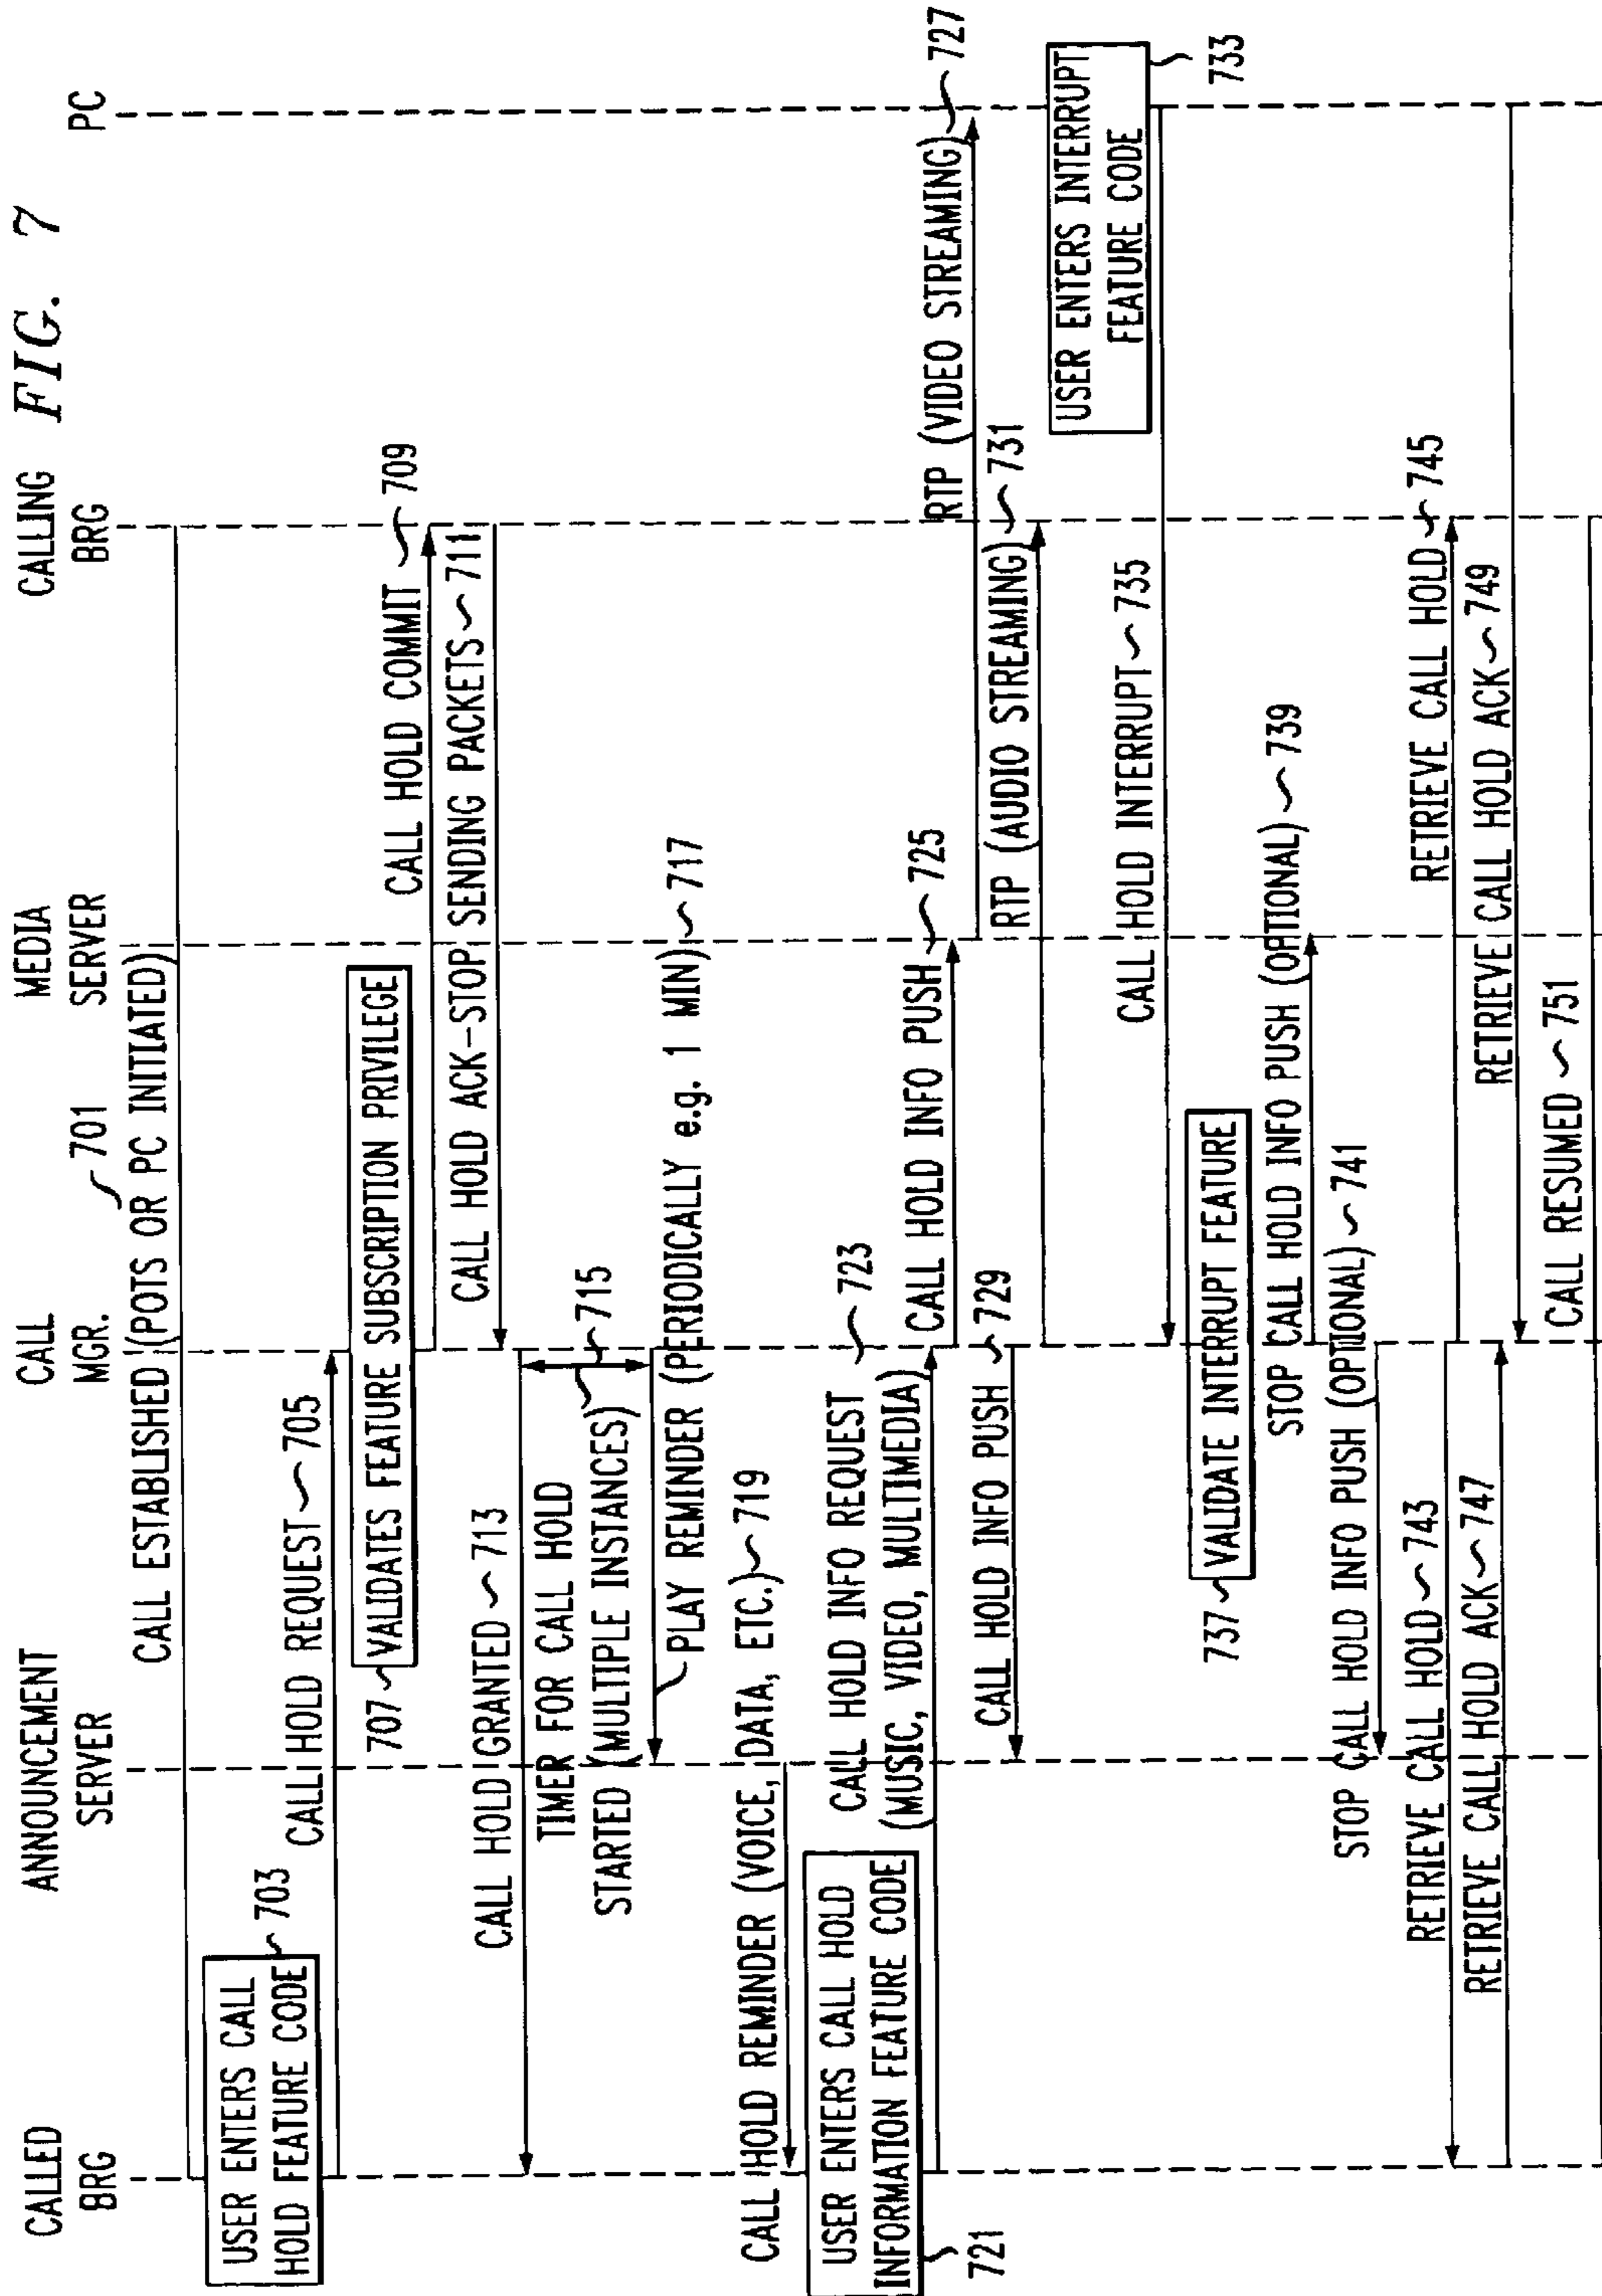 FIG. 7
CALLED
BRG
ANNOUNCEMENT
SERVER
CALL
MGR.
MEDIA
SERVER
CALLING
BRG
PC
CALL ESTABLISHED (POTS OR PC INITIATED)
701
USER ENTERS CALL
HOLD FEATURE CODE
703
CALL HOLD REQUEST 705
707 VALIDATES FEATURE SUBSCRIPTION PRIVILEGE
CALL HOLD COMMIT 709
CALL HOLD ACK-STOP SENDING PACKETS 711
CALL HOLD GRANTED 713
TIMER FOR CALL HOLD
STARTED (MULTIPLE INSTANCES) 715
PLAY REMINDER (PERIODICALLY e.g. 1 MIN) 717
CALL HOLD REMINDER (VOICE, DATA, ETC.) 719
USER ENTERS CALL HOLD
INFORMATION FEATURE CODE
721
CALL HOLD INFO REQUEST 723
(MUSIC, VIDEO, MULTIMEDIA)
CALL HOLD INFO PUSH 725
RTP (VIDEO STREAMING) 727
CALL HOLD INFO PUSH 729
RTP (AUDIO STREAMING) 731
USER ENTERS INTERRUPT
FEATURE CODE
733
CALL HOLD INTERRUPT 735
737 VALIDATE INTERRUPT FEATURE
STOP CALL HOLD INFO PUSH (OPTIONAL) 739
STOP CALL HOLD INFO PUSH (OPTIONAL) 741
RETRIEVE CALL HOLD 743
RETRIEVE CALL HOLD 745
RETRIEVE CALL HOLD ACK 747
RETRIEVE CALL HOLD ACK 749
CALL RESUMED 751